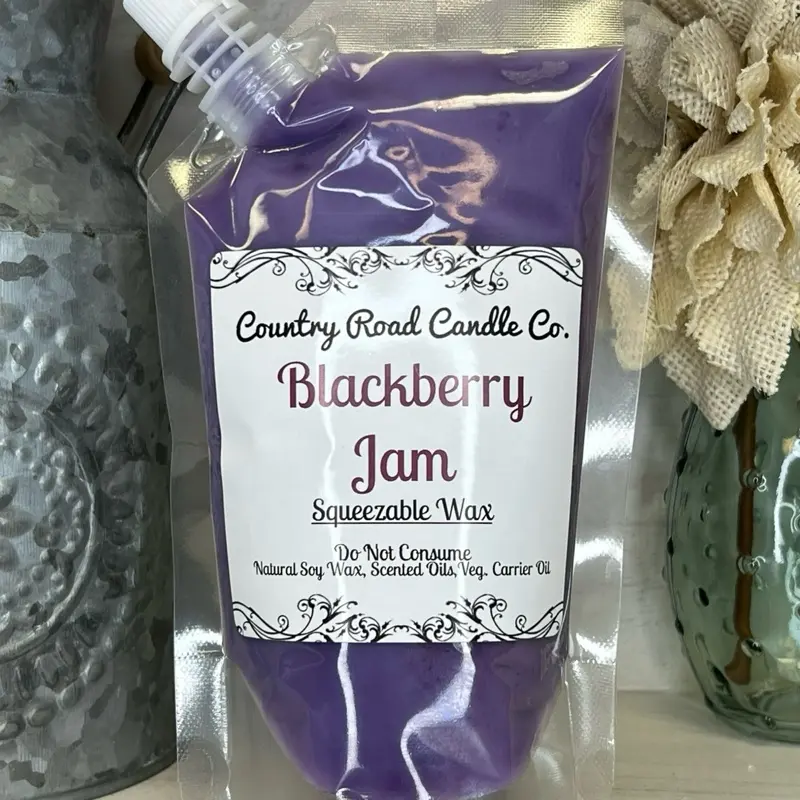 Country Road Candle Co.
Blackberry
Jam
Squeezable Wax
Do Not Consume
Natural Soy Wax, Scented Oils,Veg. Carrier Oil